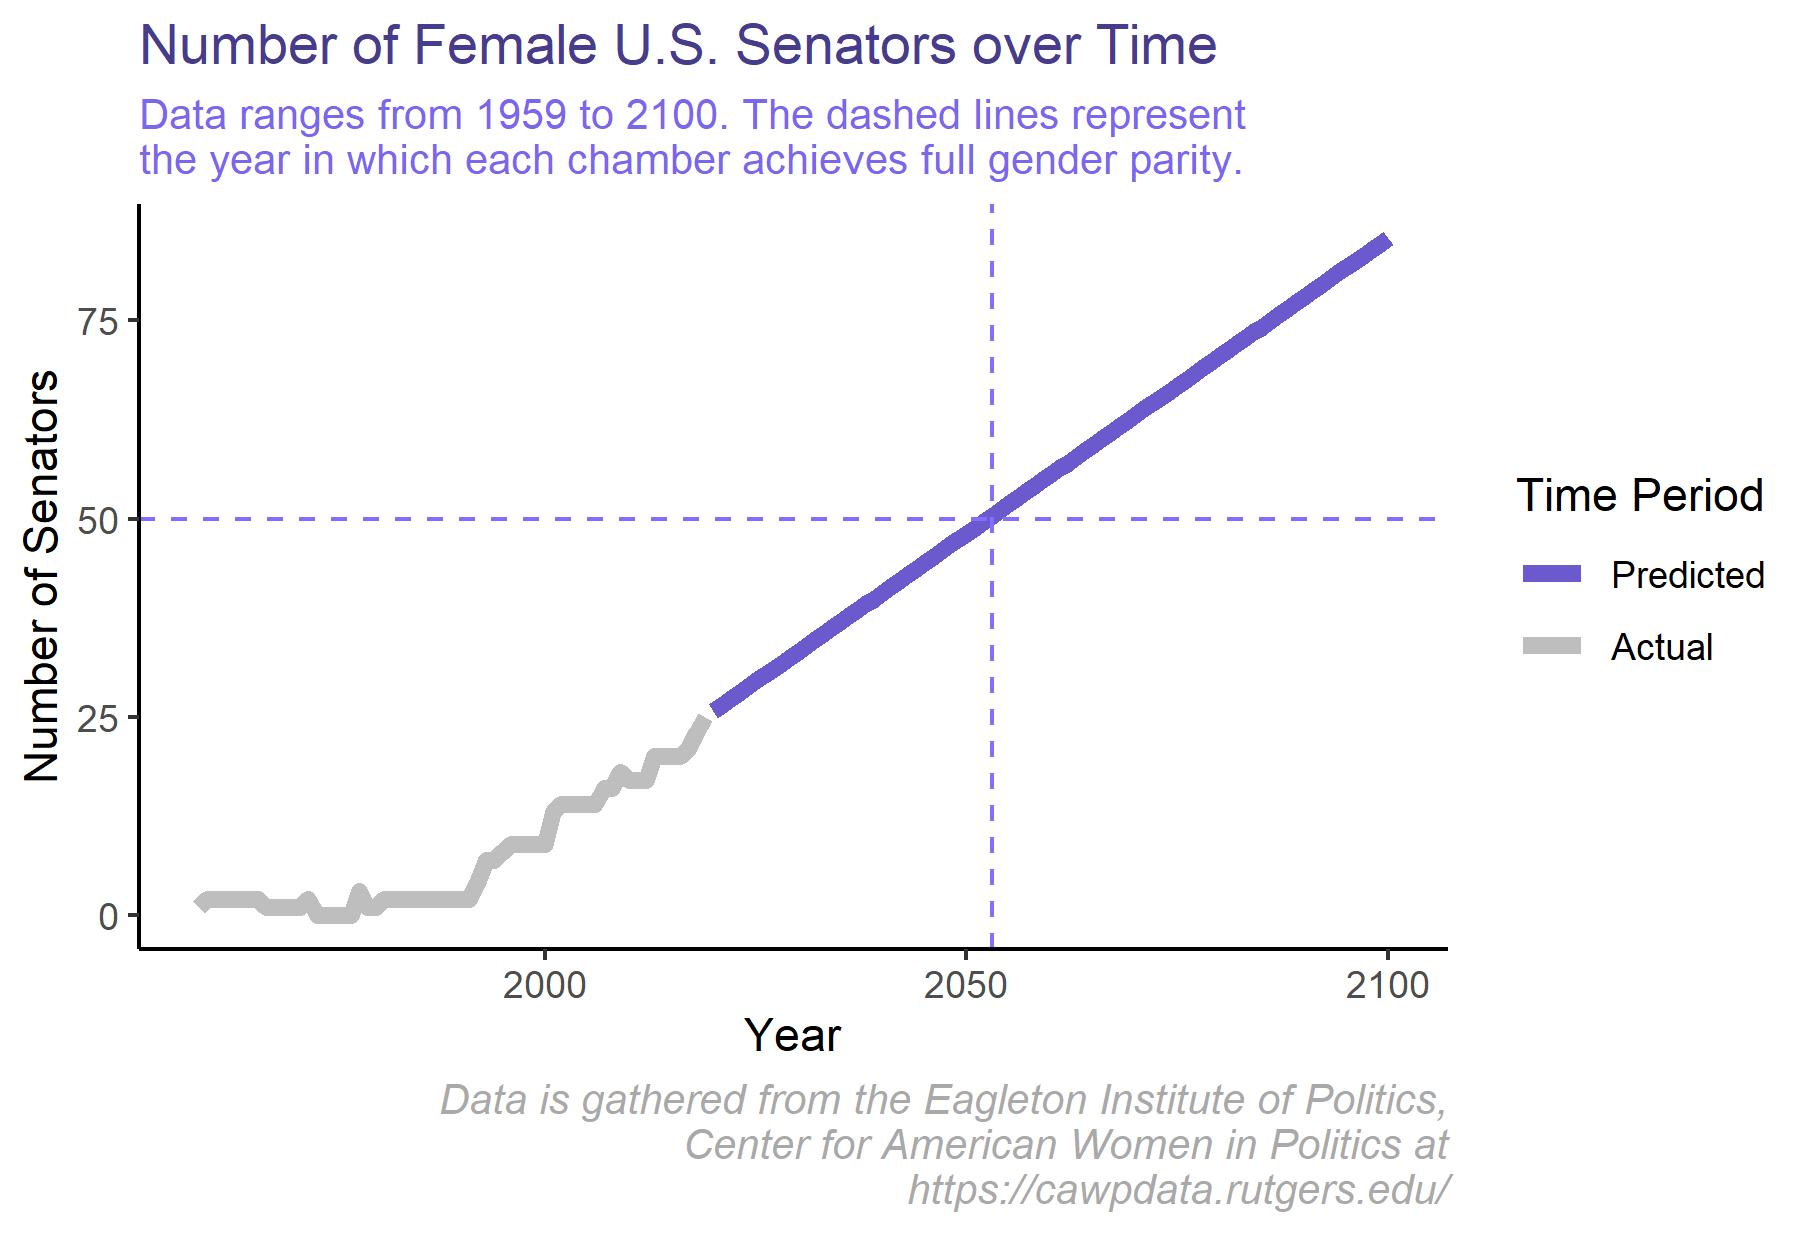 Number of Female U.S. Senators over Time
Data ranges from 1959 to 2100. The dashed lines represent
the year in which each chamber achieves full gender parity.
75
50
25
0
Number of Senators
2000
2050
2100
Year
Time Period
Predicted
Actual
Data is gathered from the Eagleton Institute of Politics,
Center for American Women in Politics at
https://cawpdata.rutgers.edu/